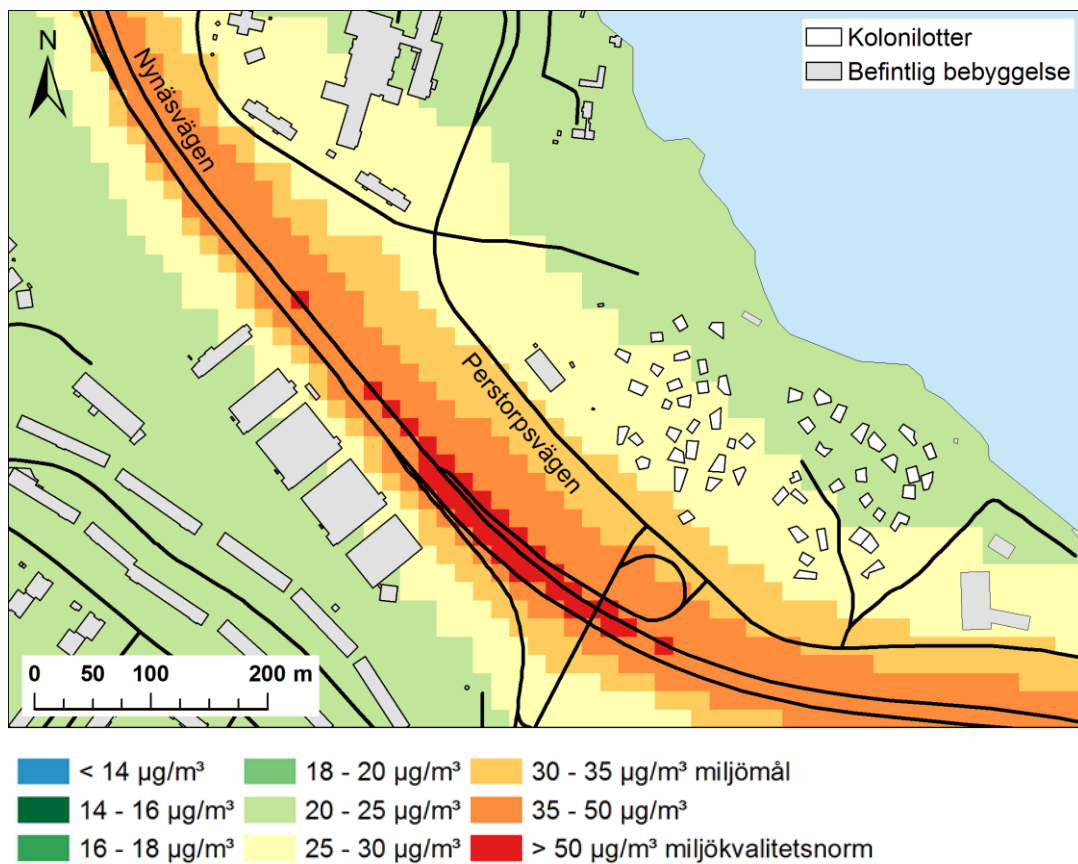 N
Nynäsvägen
Kolonilotter
Befintlig bebyggelse
Perstorpsvägen
0 50 100 200 m
< 14 µg/m³
14 - 16 µg/m³
16 - 18 µg/m³
18 - 20 µg/m³
20 - 25 µg/m³
25 - 30 µg/m³
30 - 35 µg/m³ miljömål
35 - 50 µg/m³
> 50 µg/m³ miljökvalitetsnorm